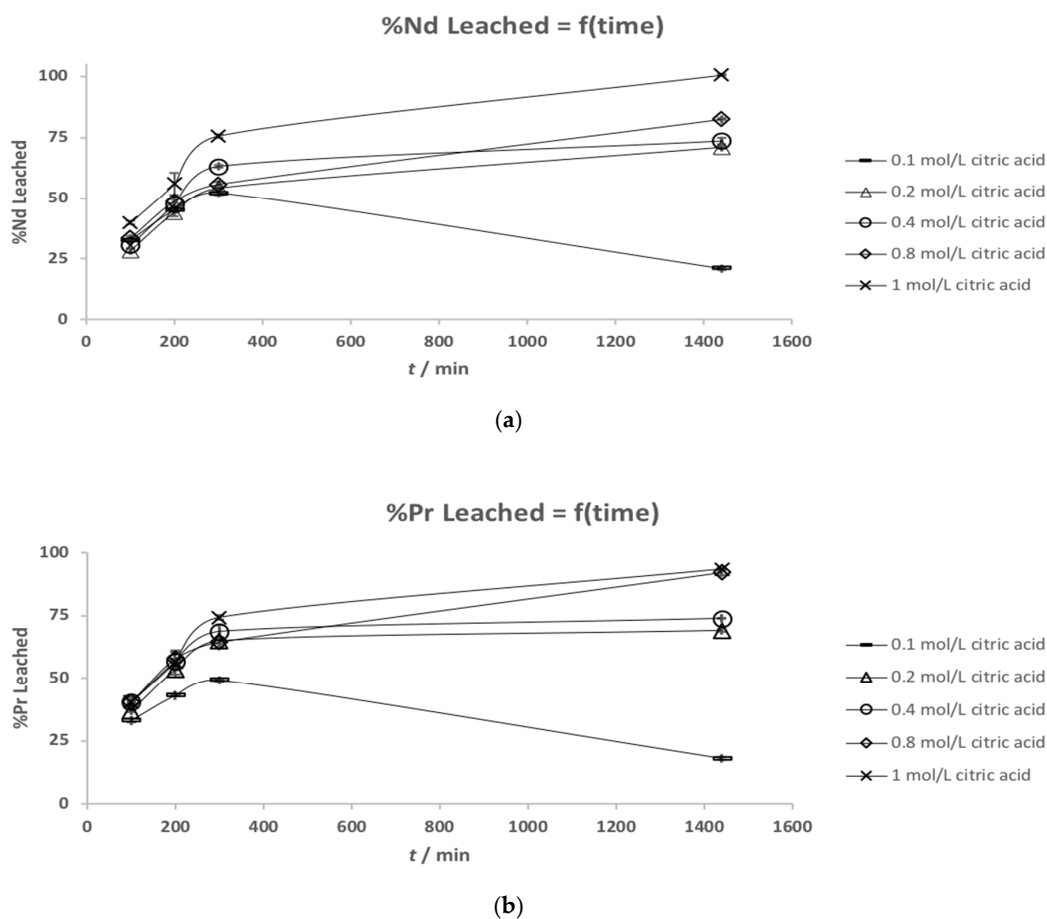 %Nd Leached = f(time)
100
75
50
25
0
%Nd Leached
0 200 400 600 800 1000 1200 1400 1600
t / min
0.1 mol/L citric acid
0.2 mol/L citric acid
0.4 mol/L citric acid
0.8 mol/L citric acid
1 mol/L citric acid
(a)
%Pr Leached = f(time)
100
75
50
25
0
%Pr Leached
0 200 400 600 800 1000 1200 1400 1600
t / min
0.1 mol/L citric acid
0.2 mol/L citric acid
0.4 mol/L citric acid
0.8 mol/L citric acid
1 mol/L citric acid
(b)